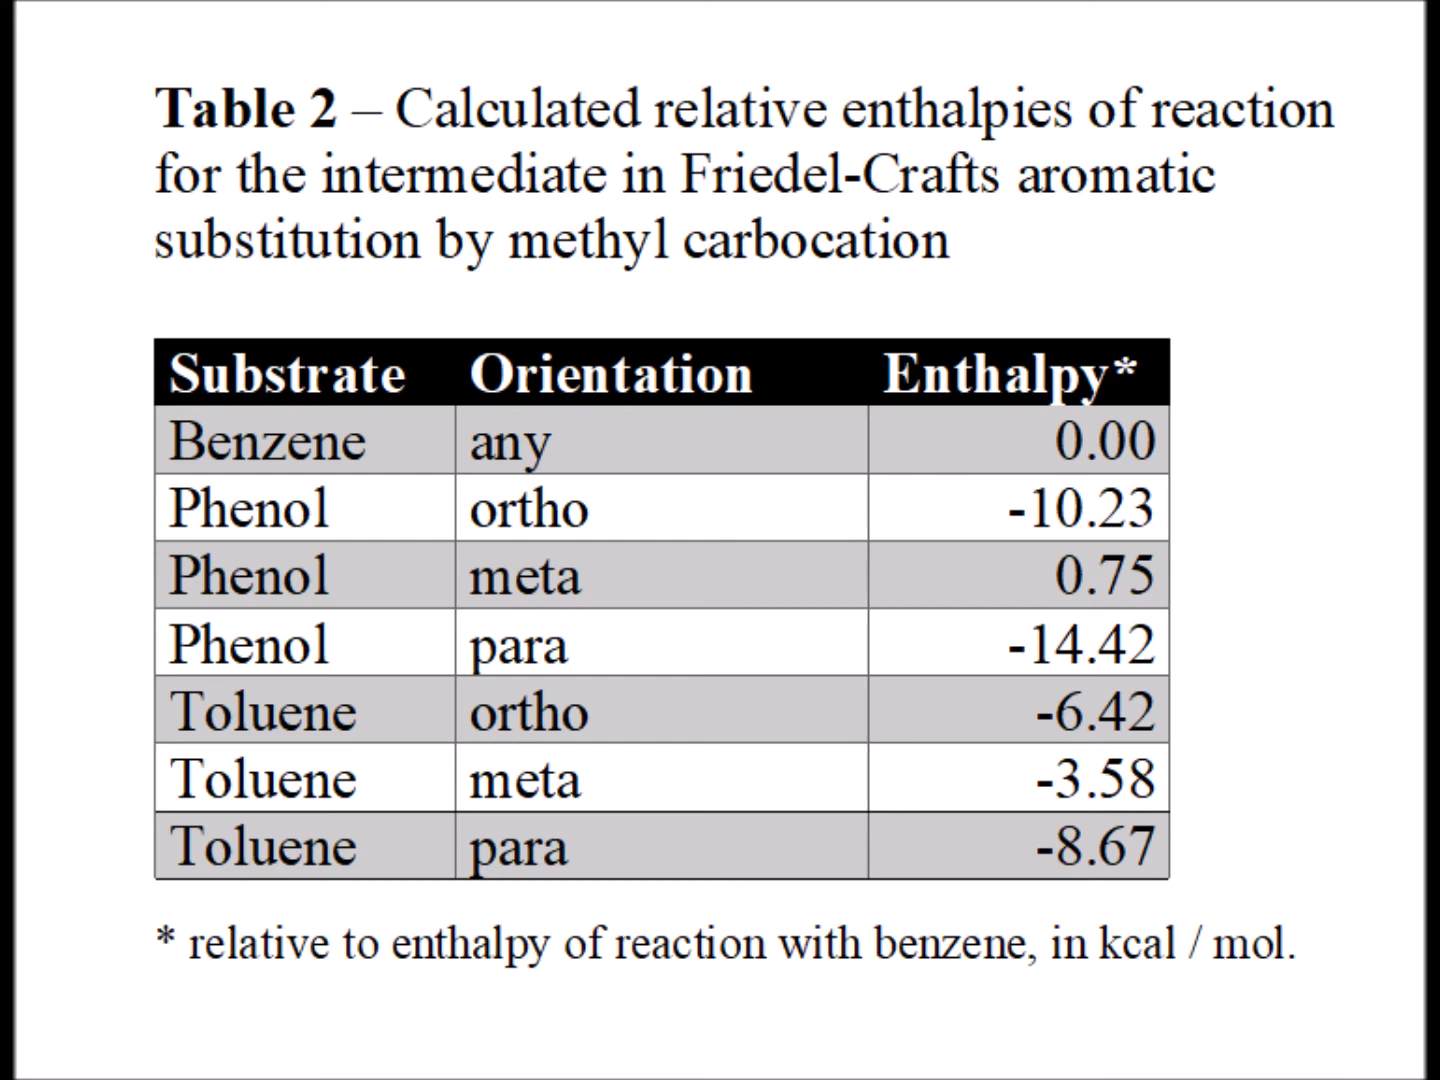 Table 2 – Calculated relative enthalpies of reaction
for the intermediate in Friedel-Crafts aromatic
substitution by methyl carbocation
Substrate Orientation Enthalpy*
Benzene any 0.00
Phenol ortho -10.23
Phenol meta 0.75
Phenol para -14.42
Toluene ortho -6.42
Toluene meta -3.58
Toluene para -8.67
* relative to enthalpy of reaction with benzene, in kcal / mol.